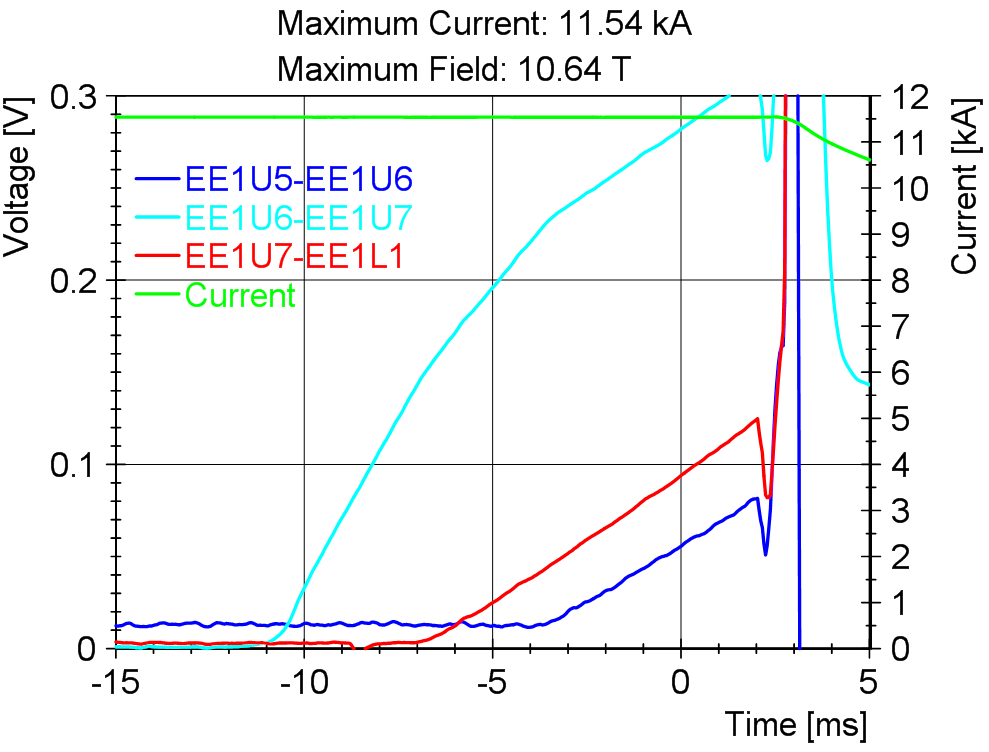 Maximum Current: 11.54 kA
Maximum Field: 10.64 T
Voltage [V]
0.3
0.2
0.1
0
EE1U5-EE1U6
EE1U6-EE1U7
EE1U7-EE1L1
Current
12
11
10
9
8
7
6
5
4
3
2
1
0
Current [kA]
-15
-10
-5
0
5
Time [ms]